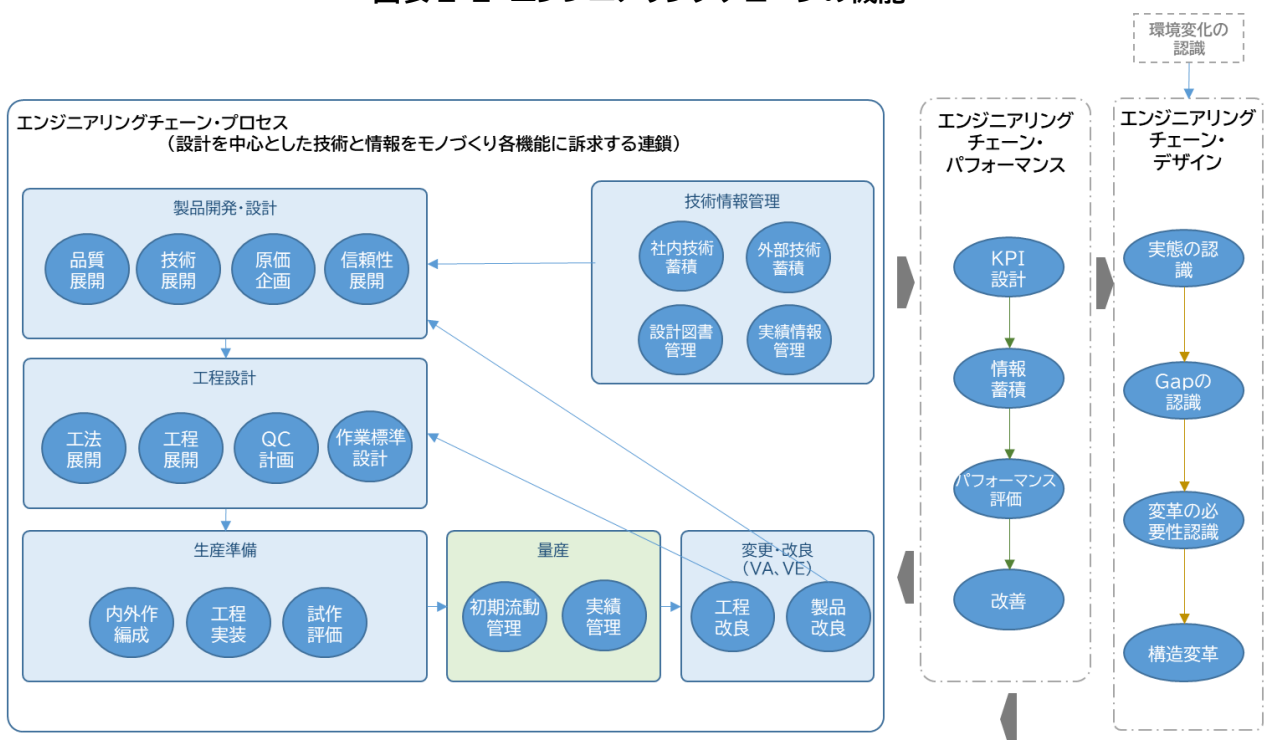 環境変化の
認識
エンジニアリングチェーン・プロセス
（設計を中心とした技術と情報をモノづくり各機能に訴求する連鎖）
製品開発・設計
品質
展開
技術
展開
原価
企画
信頼性
展開
技術情報管理
社内技術
蓄積
外部技術
蓄積
設計図書
管理
実績情報
管理
工程設計
工法
展開
工程
展開
QC
計画
作業標準
設計
生産準備
内外作
編成
工程
実装
試作
評価
量産
初期流動
管理
実績
管理
変更・改良
（VA、VE）
工程
改良
製品
改良
エンジニアリング
チェーン・
パフォーマンス
KPI
設計
情報
蓄積
パフォーマンス
評価
改善
エンジニアリング
チェーン・
デザイン
実態の認
識
Gapの
認識
変革の必
要性認識
構造変革